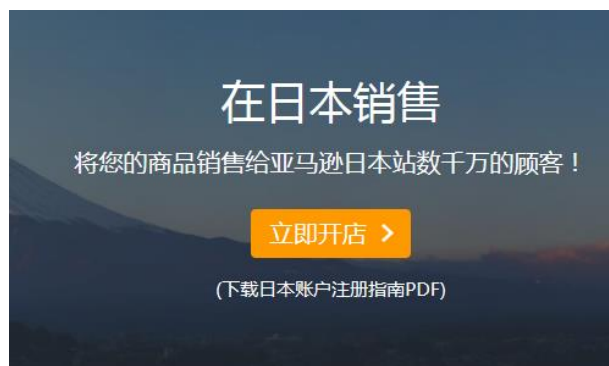 在日本销售
将您的商品销售给亚马逊日本站数千万的顾客！
立即开店
(下载日本账户注册指南PDF)